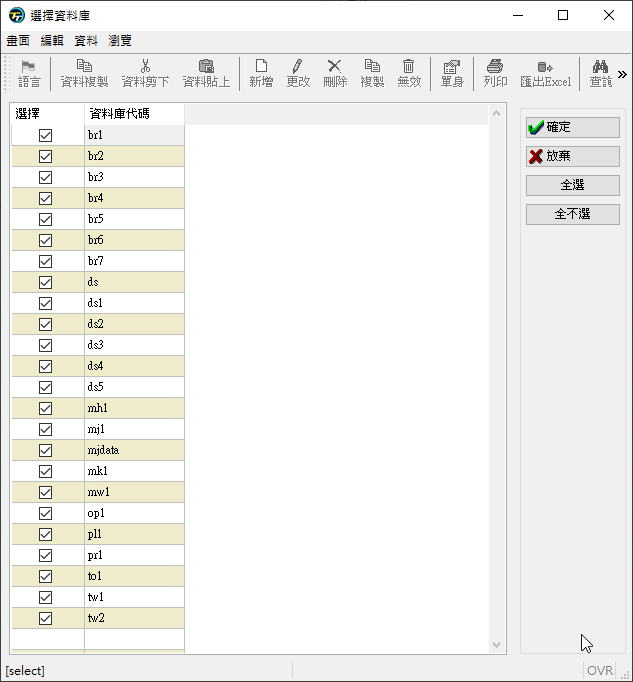 選擇資料庫
畫面 編輯 資料 瀏覽
語言 資料複製 資料剪下 資料貼上 新增 更改 刪除 複製 無效 單身 列印 匯出Excel 查詢
選擇 資料庫代碼
br1
br2
br3
br4
br5
br6
br7
ds
ds1
ds2
ds3
ds4
ds5
mh1
mj1
mjdata
mk1
mw1
op1
pl1
pr1
to1
tw1
tw2
確定
放棄
全選
全不選
[select] OVR